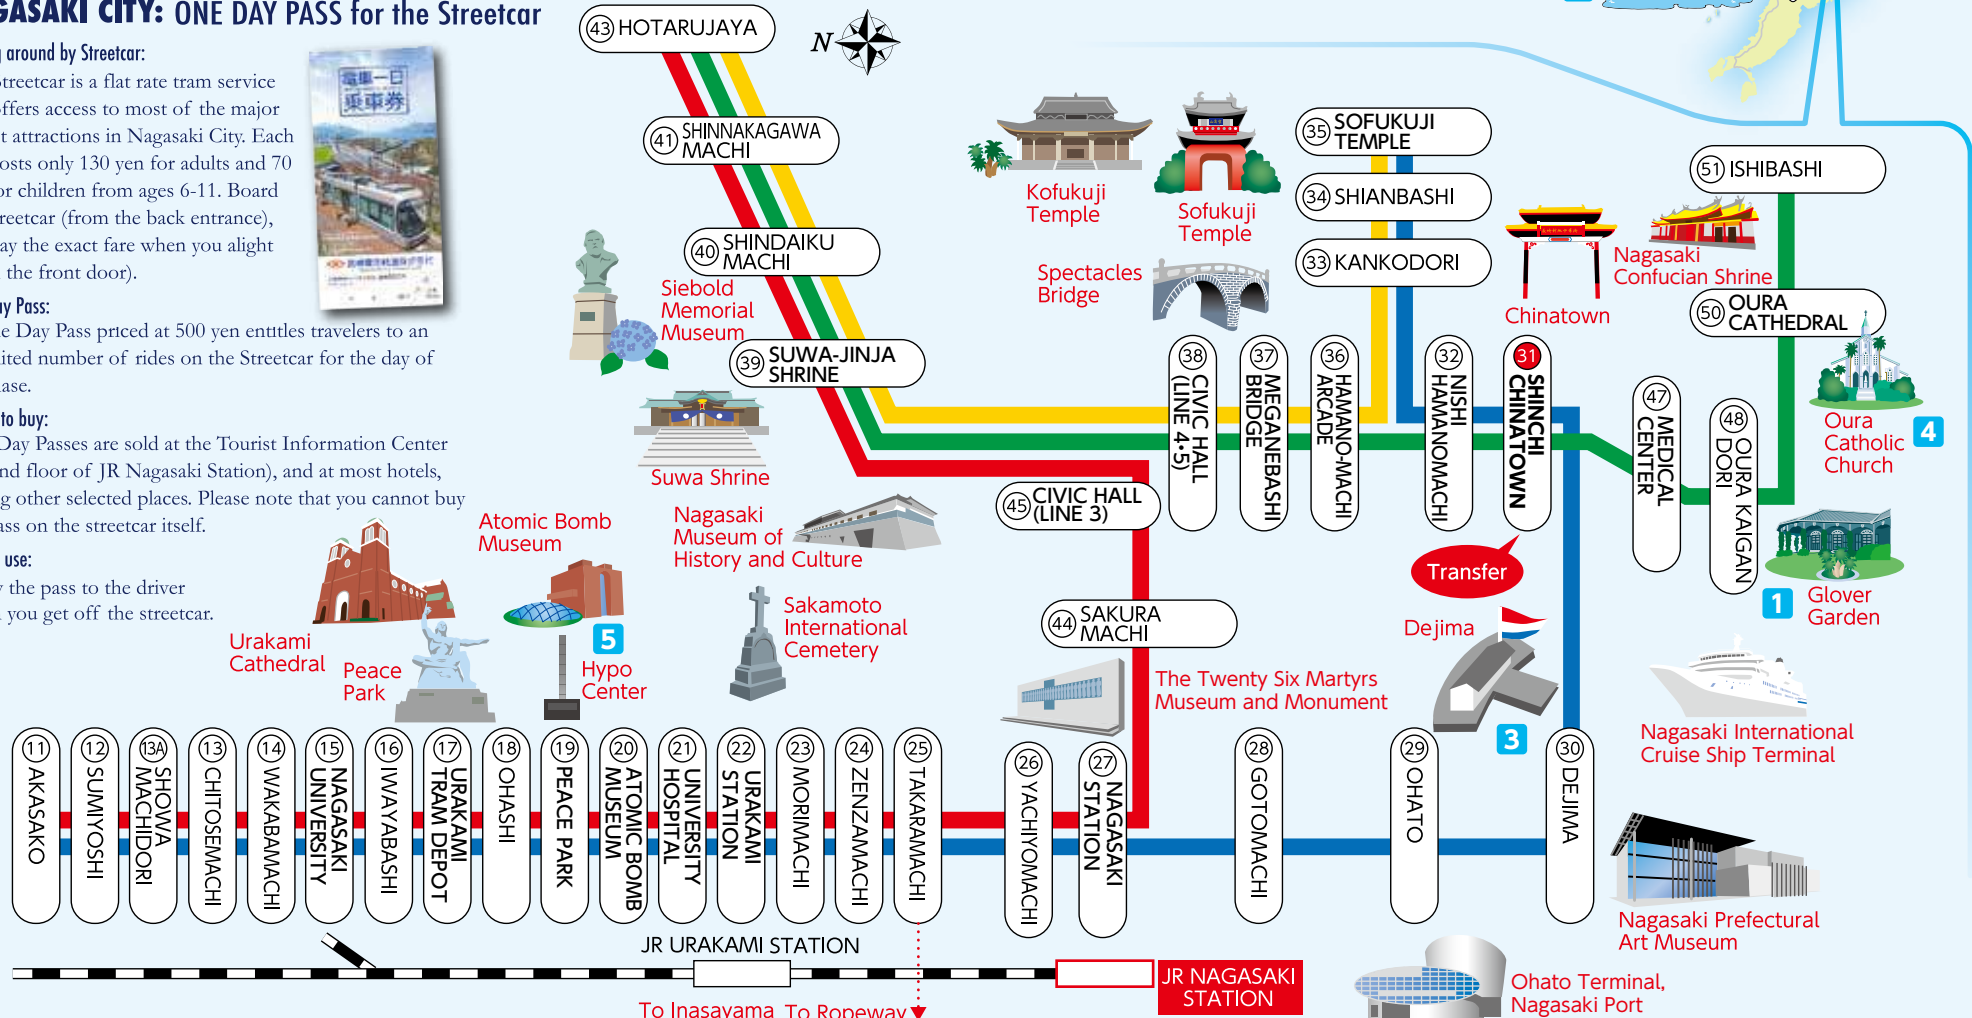 GASAKI CITY: ONE DAY PASS for the Streetcar
around by Streetcar:
Streetcar is a flat rate tram service
offers access to most of the major
attractions in Nagasaki City. Each
costs only 130 yen for adults and 70
for children from ages 6-11. Board
streetcar (from the back entrance),
pay the exact fare when you alight
the front door).
Day Pass:
Day Pass priced at 500 yen entitles travelers to an
number of rides on the Streetcar for the day of
to buy:
Day Passes are sold at the Tourist Information Center
floor of JR Nagasaki Station), and at most hotels,
other selected places. Please note that you cannot buy
pass on the streetcar itself.
use:
the pass to the driver
you get off the streetcar.
電車一日
乗車券
N
43 HOTARUJAYA
41 SHINNAKAGAWA
MACHI
40 SHINDAIKU
MACHI
39 SUWA-JINJA
SHRINE
Siebold
Memorial
Museum
Suwa Shrine
Nagasaki
Museum of
History and Culture
Sakamoto
International
Cemetery
Atomic Bomb
Museum
5
Hypo
Center
Urakami
Cathedral
Peace
Park
Kofukuji
Temple
Sofukuji
Temple
Spectacles
Bridge
35 SOFUKUJI
TEMPLE
34 SHIANBASHI
33 KANKODORI
Chinatown
Nagasaki
Confucian Shrine
51 ISHIBASHI
50 OURA
CATHEDRAL
Oura
Catholic
Church
4
38 CIVIC HALL
(LINE 4·5)
37 MEGANEBASHI
BRIDGE
36 HAMANO-MACHI
ARCADE
32 NISHI
HAMANOMACHI
31 SHINCHI
CHINATOWN
47 MEDICAL
CENTER
48 OURA KAIGAN
DORI
Transfer
1
Glover
Garden
45 CIVIC HALL
(LINE 3)
44 SAKURA
MACHI
The Twenty Six Martyrs
Museum and Monument
Dejima
3
Nagasaki International
Cruise Ship Terminal
11 AKASAKO
12 SUMIYOSHI
13A SHOWA
MACHIDORI
13 CHITOSEMACHI
14 WAKABAMACHI
15 NAGASAKI
UNIVERSITY
16 IWAYABASHI
17 URAKAMI
TRAM DEPOT
18 OHASHI
19 PEACE PARK
20 ATOMIC BOMB
MUSEUM
21 UNIVERSITY
HOSPITAL
22 URAKAMI
STATION
23 MORIMACHI
24 ZENZAMACHI
25 TAKARAMACHI
26 YACHIYOMACHI
27 NAGASAKI
STATION
28 GOTOMACHI
29 OHATO
30 DEJIMA
Nagasaki Prefectural
Art Museum
JR URAKAMI STATION
JR NAGASAKI
STATION
To Inasayama To Ropeway
Ohato Terminal,
Nagasaki Port